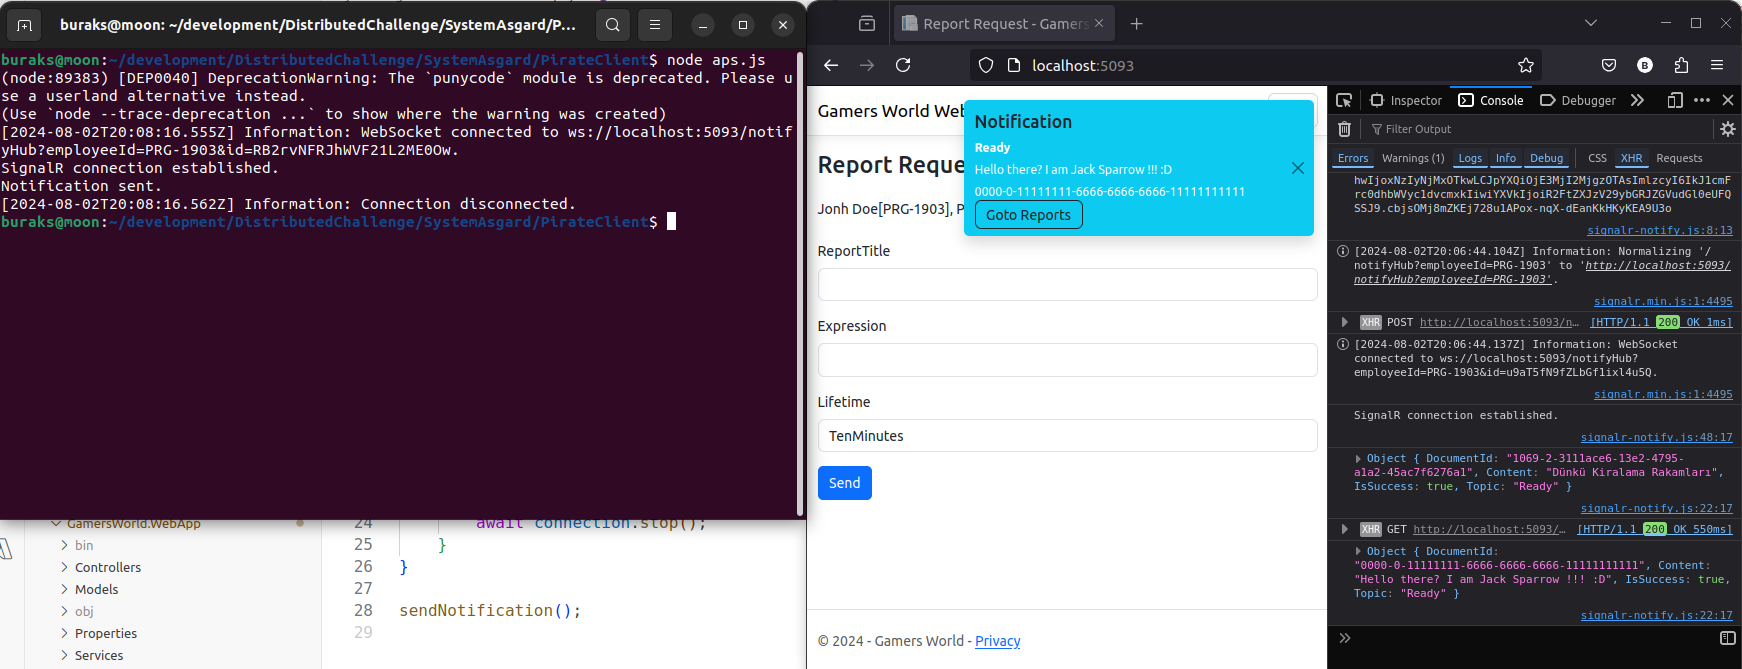 buraks@moon: ~/development/DistributedChallenge/SystemAsgard/P...
buraks@moon:~/development/DistributedChallenge/SystemAsgard/PirateClient$ node aps.js
(node:89383) [DEP0040] DeprecationWarning: The `punycode` module is deprecated. Please u
se a userland alternative instead.
(Use `node --trace-deprecation ...` to show where the warning was created)
[2024-08-02T20:08:16.555Z] Information: WebSocket connected to ws://localhost:5093/notif
yHub?employeeId=PRG-1903&id=RB2rvNFRJhWVF21L2ME0Ow.
SignalR connection established.
Notification sent.
[2024-08-02T20:08:16.562Z] Information: Connection disconnected.
buraks@moon:~/development/DistributedChallenge/SystemAsgard/PirateClient$
GamersWorld.WebApp
bin
Controllers
Models
obj
Properties
Services
24 await connection.stop();
25 }
26 }
27
28 sendNotification();
29
Report Request - Gamers
localhost:5093
B
Gamers World Web
Notification
Ready
Hello there? I am Jack Sparrow !!! :D
0000-0-11111111-6666-6666-6666-11111111111
Goto Reports
Report Reque
Jonh Doe[PRG-1903], P
ReportTitle
Expression
Lifetime
TenMinutes
Send
© 2024 - Gamers World - Privacy
Inspector
Console
Debugger
Filter Output
Errors Warnings (1) Logs Info Debug CSS XHR Requests
signalr-notify.js:8:13
[2024-08-02T20:06:44.104Z] Information: Normalizing '/
notifyHub?employeeId=PRG-1903' to 'http://localhost:5093/
notifyHub?employeeId=PRG-1903'.
signalr.min.js:1:4495
XHR POST http://localhost:5093/n… [HTTP/1.1 200 OK 1ms]
[2024-08-02T20:06:44.137Z] Information: WebSocket
connected to ws://localhost:5093/notifyHub?
employeeId=PRG-1903&id=u9aT5fN9fZLbGf1ixl4u5Q.
signalr.min.js:1:4495
SignalR connection established.
signalr-notify.js:48:17
Object { DocumentId: "1069-2-3111ace6-13e2-4795-
a1a2-45ac7f6276a1", Content: "Dünkü Kiralama Rakamları",
IsSuccess: true, Topic: "Ready" }
signalr-notify.js:22:17
XHR GET http://localhost:5093/… [HTTP/1.1 200 OK 550ms]
Object { DocumentId:
"0000-0-11111111-6666-6666-6666-11111111111", Content:
"Hello there? I am Jack Sparrow !!! :D", IsSuccess: true,
Topic: "Ready" }
signalr-notify.js:22:17